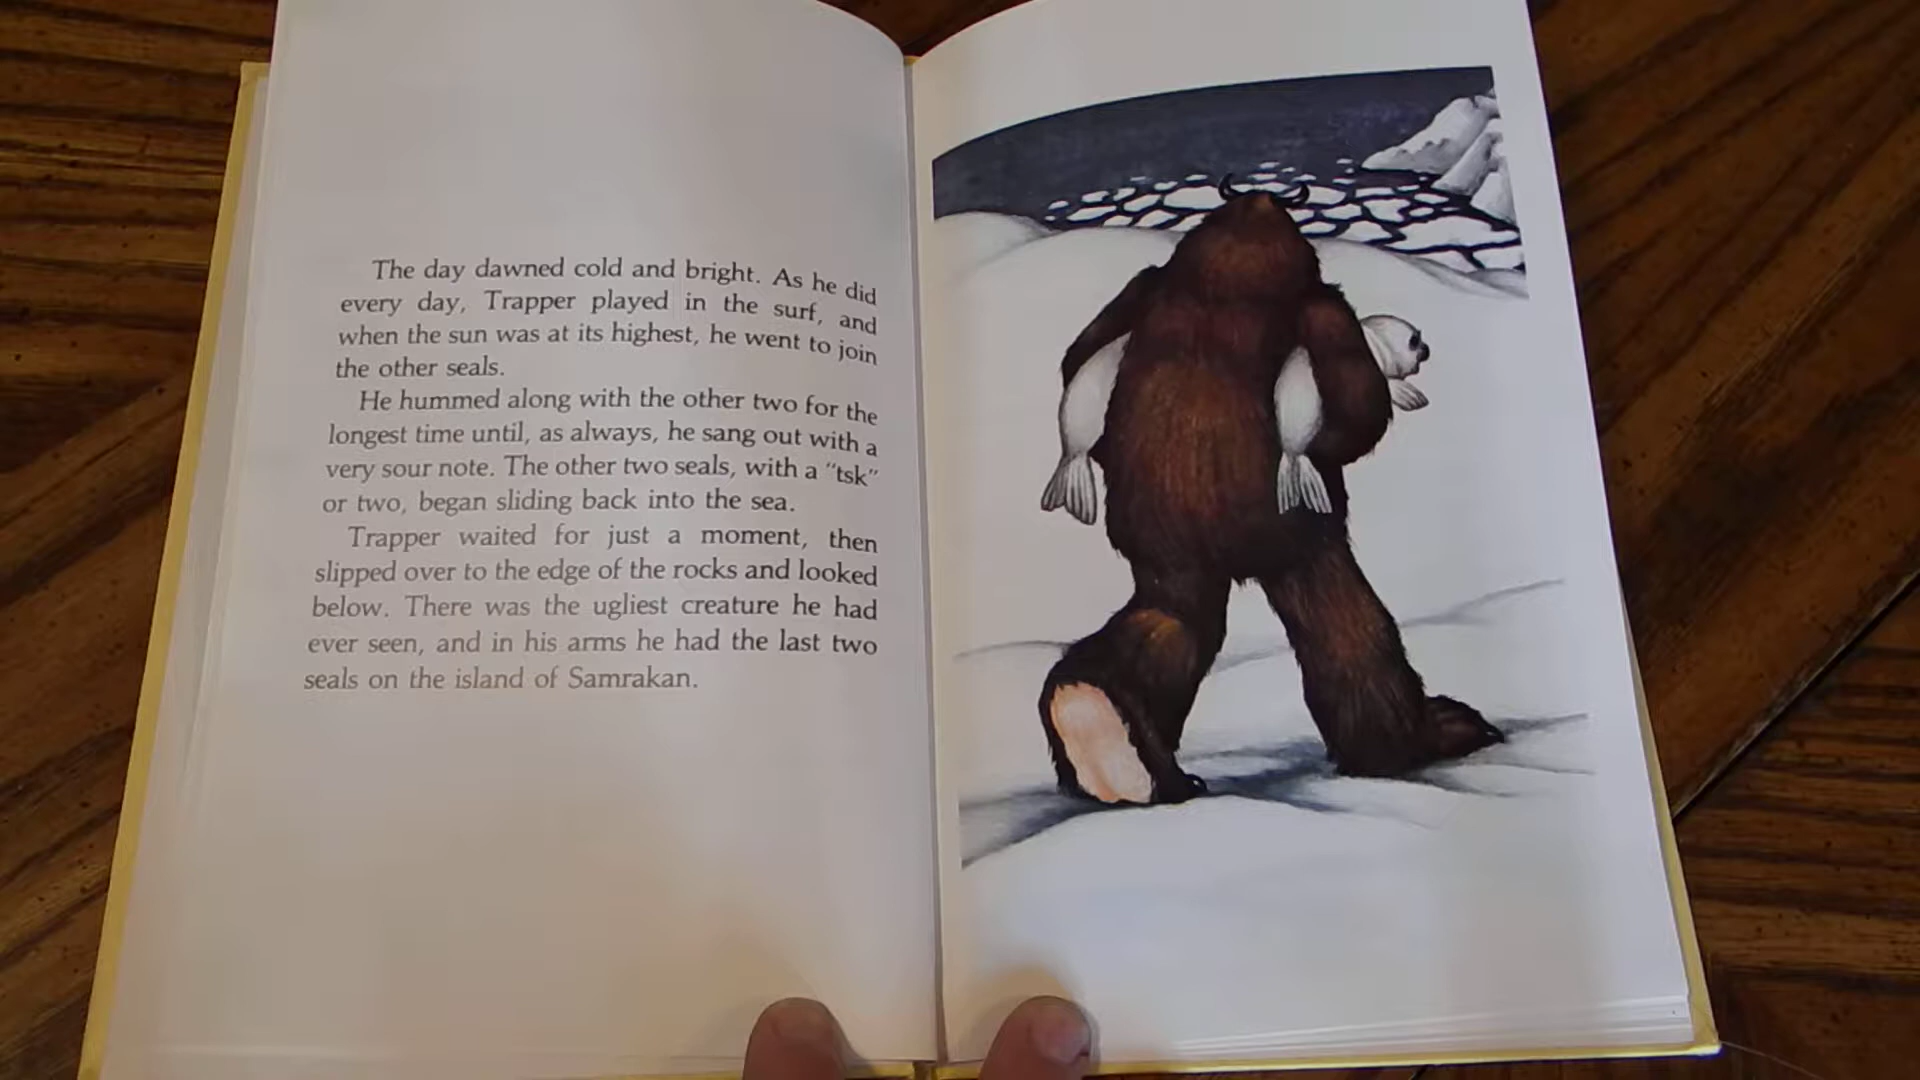 The day dawned cold and bright. As he did
every day, Trapper played in the surf, and
when the sun was at its highest, he went to join
the other seals.
He hummed along with the other two for the
longest time until, as always, he sang out with a
very sour note. The other two seals, with a “tsk”
or two, began sliding back into the sea.
Trapper waited for just a moment, then
slipped over to the edge of the rocks and looked
below. There was the ugliest creature he had
ever seen, and in his arms he had the last two
seals on the island of Samrakan.